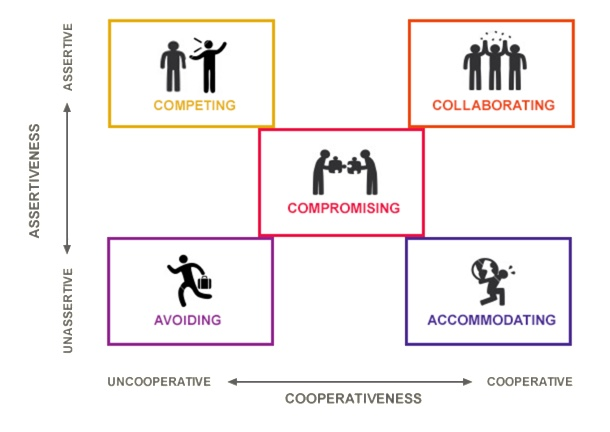 ASSERTIVE
COMPETING
COLLABORATING
ASSERTIVENESS
COMPROMISING
UNASSERTIVE
AVOIDING
ACCOMMODATING
UNCOOPERATIVE
COOPERATIVE
COOPERATIVENESS